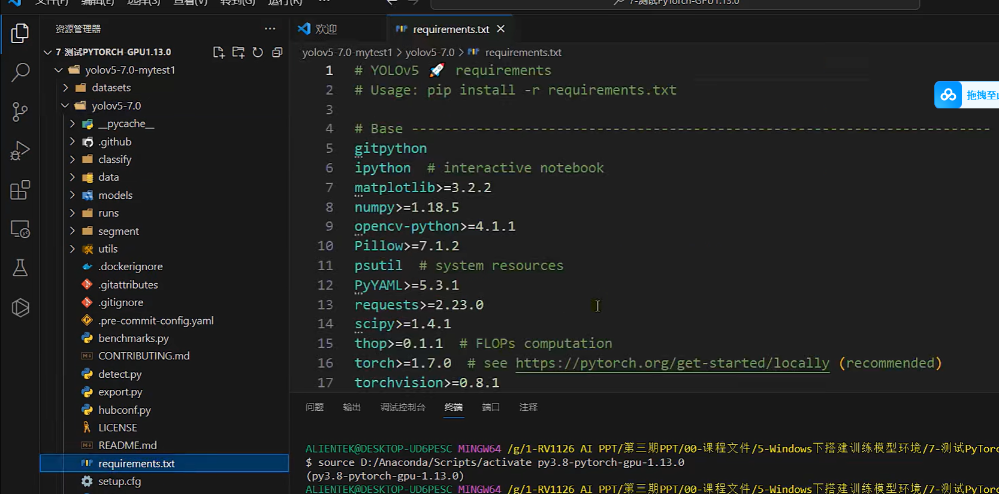 文件(F) 编辑(E) 选择(S) 查看(V) 转到(G) 运行(R) ···
7-测试PyTorch-GPU1.13.0
资源管理器
欢迎
requirements.txt
7-测试PYTORCH-GPU1.13.0
yolov5-7.0-mytest1 > yolov5-7.0 > requirements.txt
yolov5-7.0-mytest1
datasets
yolov5-7.0
__pycache__
.github
classify
data
models
runs
segment
utils
.dockerignore
.gitattributes
.gitignore
.pre-commit-config.yaml
benchmarks.py
CONTRIBUTING.md
detect.py
export.py
hubconf.py
LICENSE
README.md
requirements.txt
setup.cfg
1 # YOLOv5 🚀 requirements
2 # Usage: pip install -r requirements.txt
3
4 # Base ------------------------------------------------------------------------
5 gitpython
6 ipython  # interactive notebook
7 matplotlib>=3.2.2
8 numpy>=1.18.5
9 opencv-python>=4.1.1
10 Pillow>=7.1.2
11 psutil  # system resources
12 PyYAML>=5.3.1
13 requests>=2.23.0
14 scipy>=1.4.1
15 thop>=0.1.1  # FLOPs computation
16 torch>=1.7.0  # see https://pytorch.org/get-started/locally (recommended)
17 torchvision>=0.8.1
拖拽至
问题 输出 调试控制台 终端 端口 注释
ALIENTEK@DESKTOP-UD6PESC MINGW64 /g/1-RV1126 AI PPT/第三期PPT/00-课程文件/5-Windows下搭建训练模型环境/7-测试PyTorc
$ source D:/Anaconda/Scripts/activate py3.8-pytorch-gpu-1.13.0
(py3.8-pytorch-gpu-1.13.0)
ALIENTEK@DESKTOP-UD6PESC MINGW64 /g/1-RV1126 AI PPT/第三期PPT/00-课程文件/5-Windows下搭建训练模型环境/7-测试PyTorc